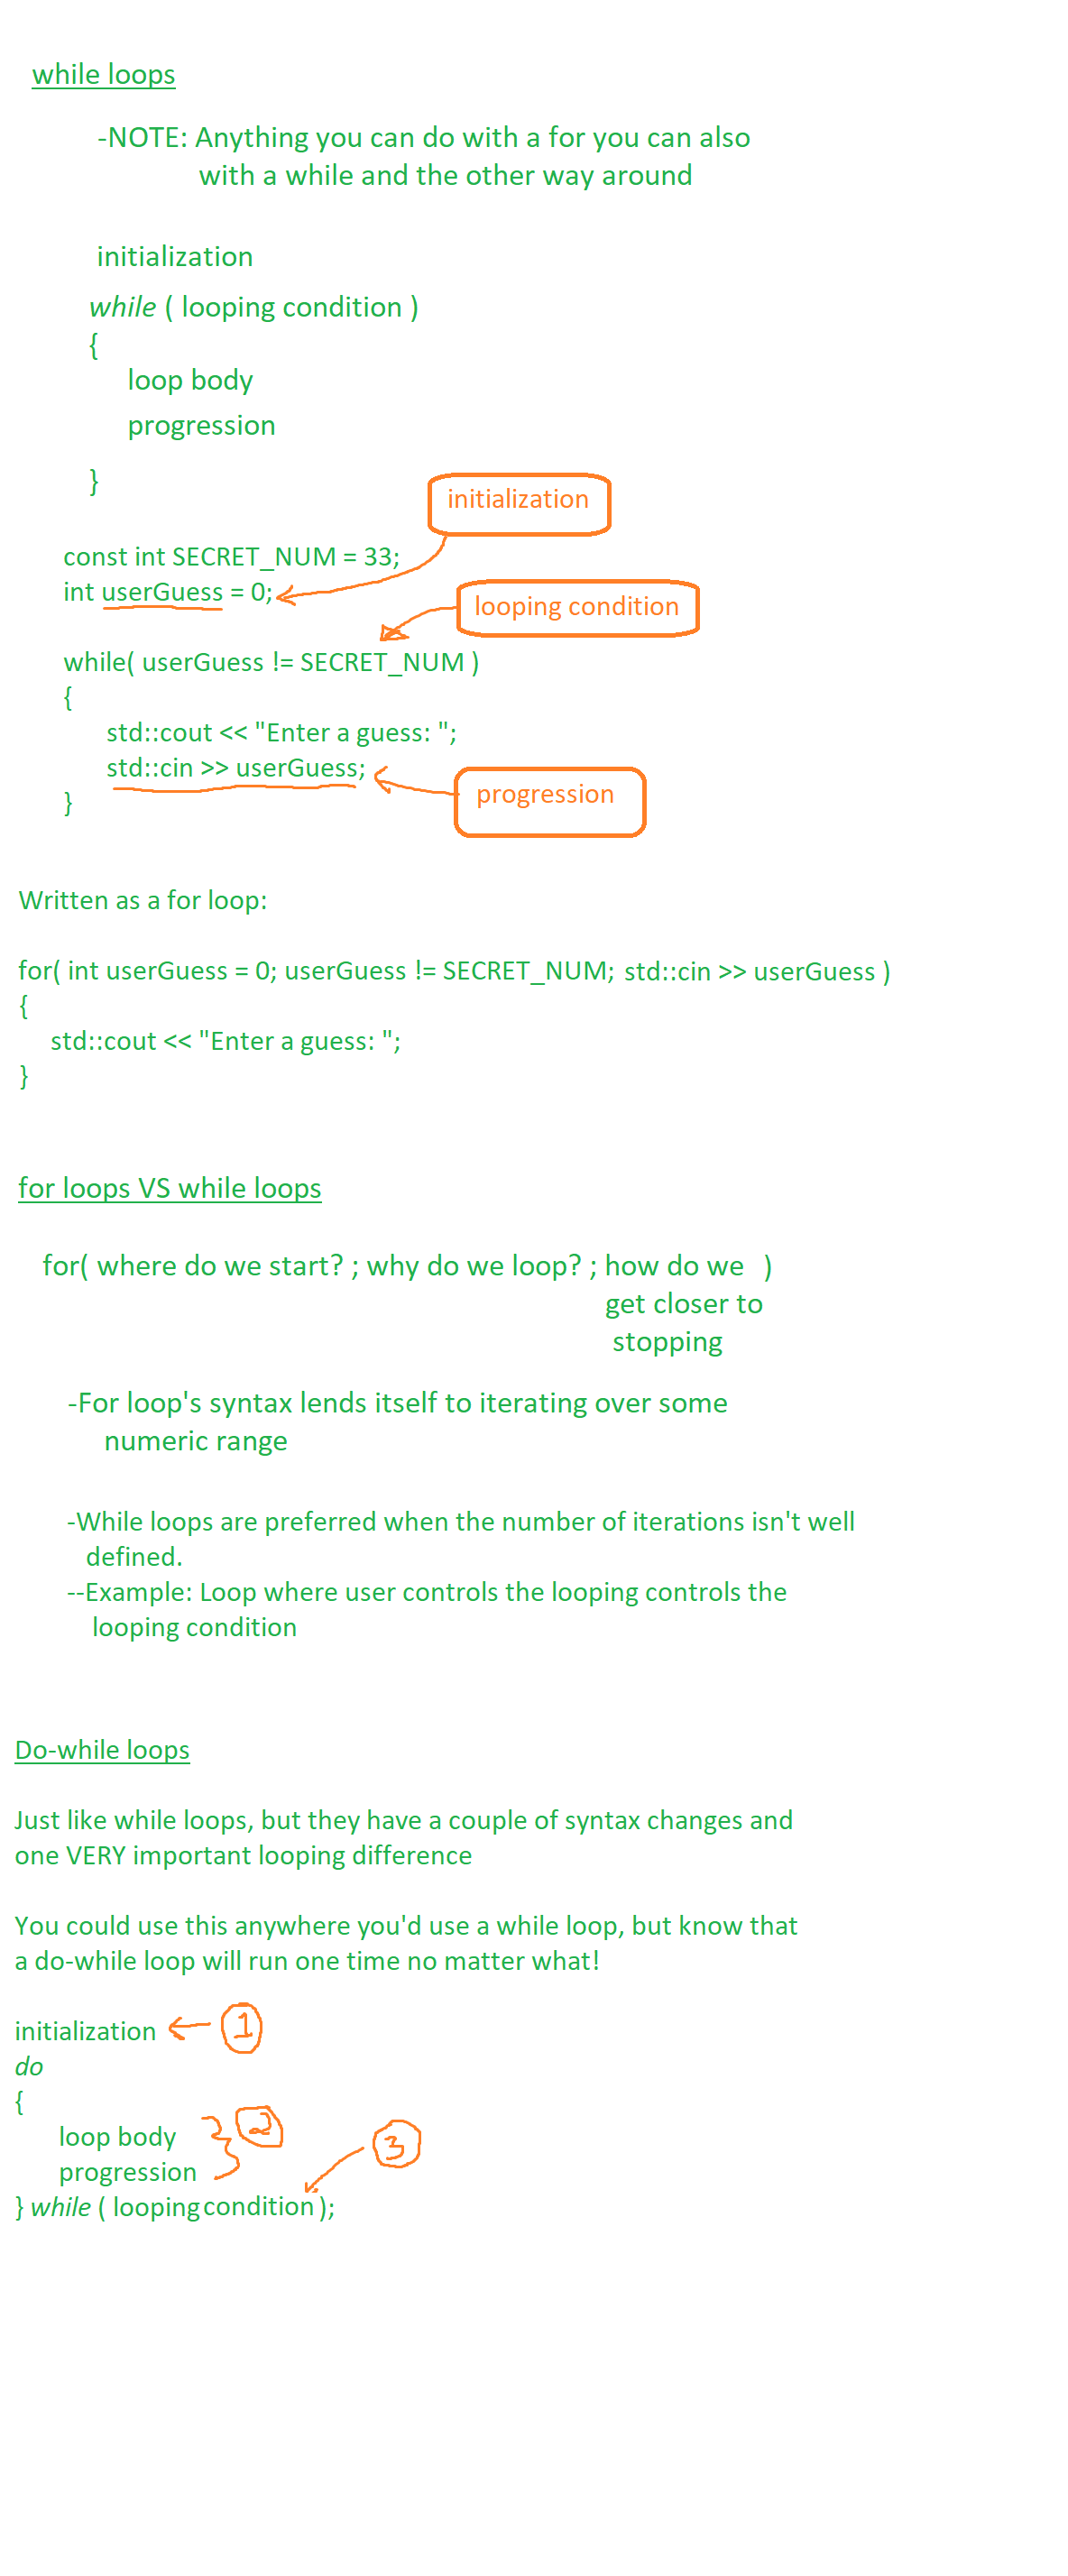 while loops
-NOTE: Anything you can do with a for you can also
with a while and the other way around
initialization
while ( looping condition )
{
loop body
progression
}
initialization
const int SECRET_NUM = 33;
int userGuess = 0;
looping condition
while( userGuess != SECRET_NUM )
{
std::cout << "Enter a guess: ";
std::cin >> userGuess;
progression
}
Written as a for loop:
for( int userGuess = 0; userGuess != SECRET_NUM; std::cin >> userGuess )
{
std::cout << "Enter a guess: ";
}
for loops VS while loops
for( where do we start? ; why do we loop? ; how do we )
get closer to
stopping
-For loop's syntax lends itself to iterating over some
numeric range
-While loops are preferred when the number of iterations isn't well
defined.
--Example: Loop where user controls the looping controls the
looping condition
Do-while loops
Just like while loops, but they have a couple of syntax changes and
one VERY important looping difference
You could use this anywhere you'd use a while loop, but know that
a do-while loop will run one time no matter what!
initialization 1
do
{
loop body 2
progression 3
} while ( looping condition );